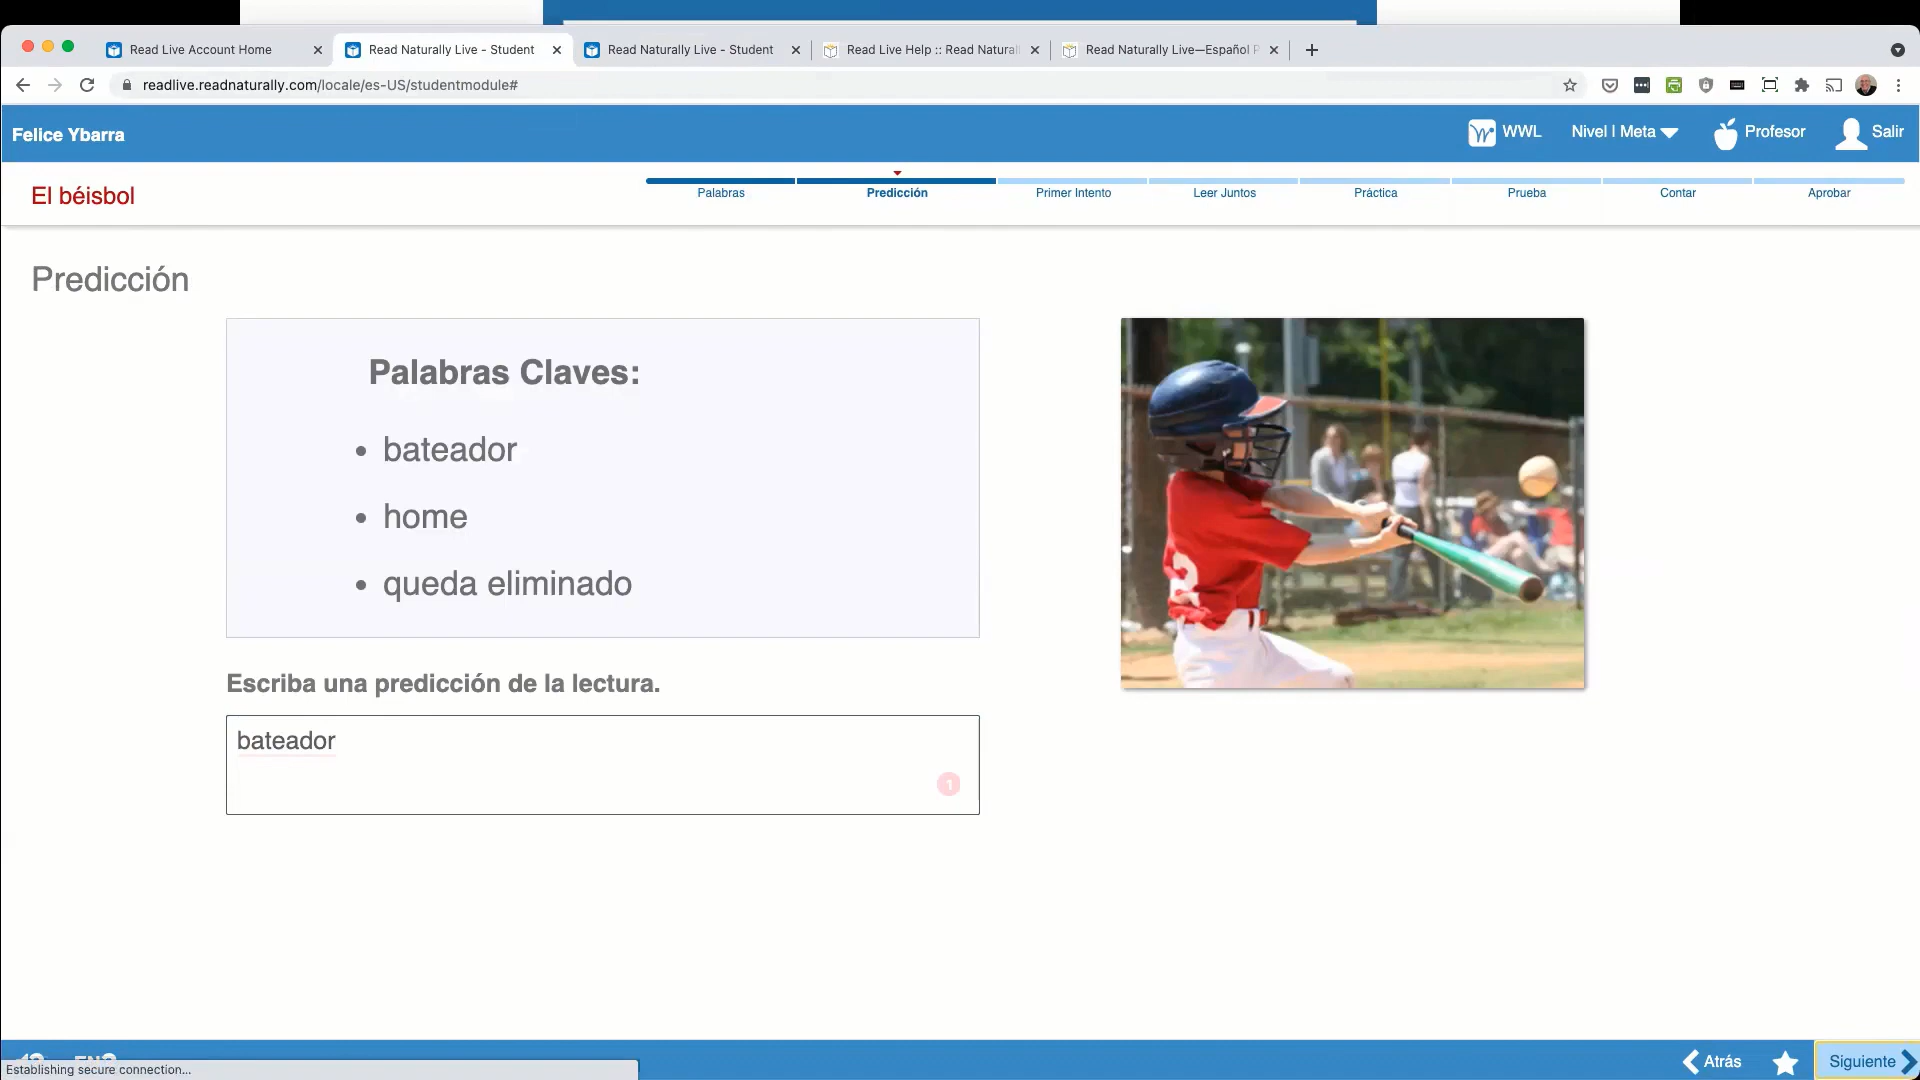 Read Live Account Home
Read Naturally Live - Student
Read Naturally Live - Student
Read Live Help :: Read Natural
Read Naturally Live—Español P
readlive.readnaturally.com/locale/es-US/studentmodule#
Felice Ybarra
WWL
Nivel | Meta
Profesor
Salir
El béisbol
Palabras
Predicción
Primer Intento
Leer Juntos
Práctica
Prueba
Contar
Aprobar
Predicción
Palabras Claves:
• bateador
• home
• queda eliminado
Escriba una predicción de la lectura.
bateador
1
Atrás
Siguiente
Establishing secure connection...